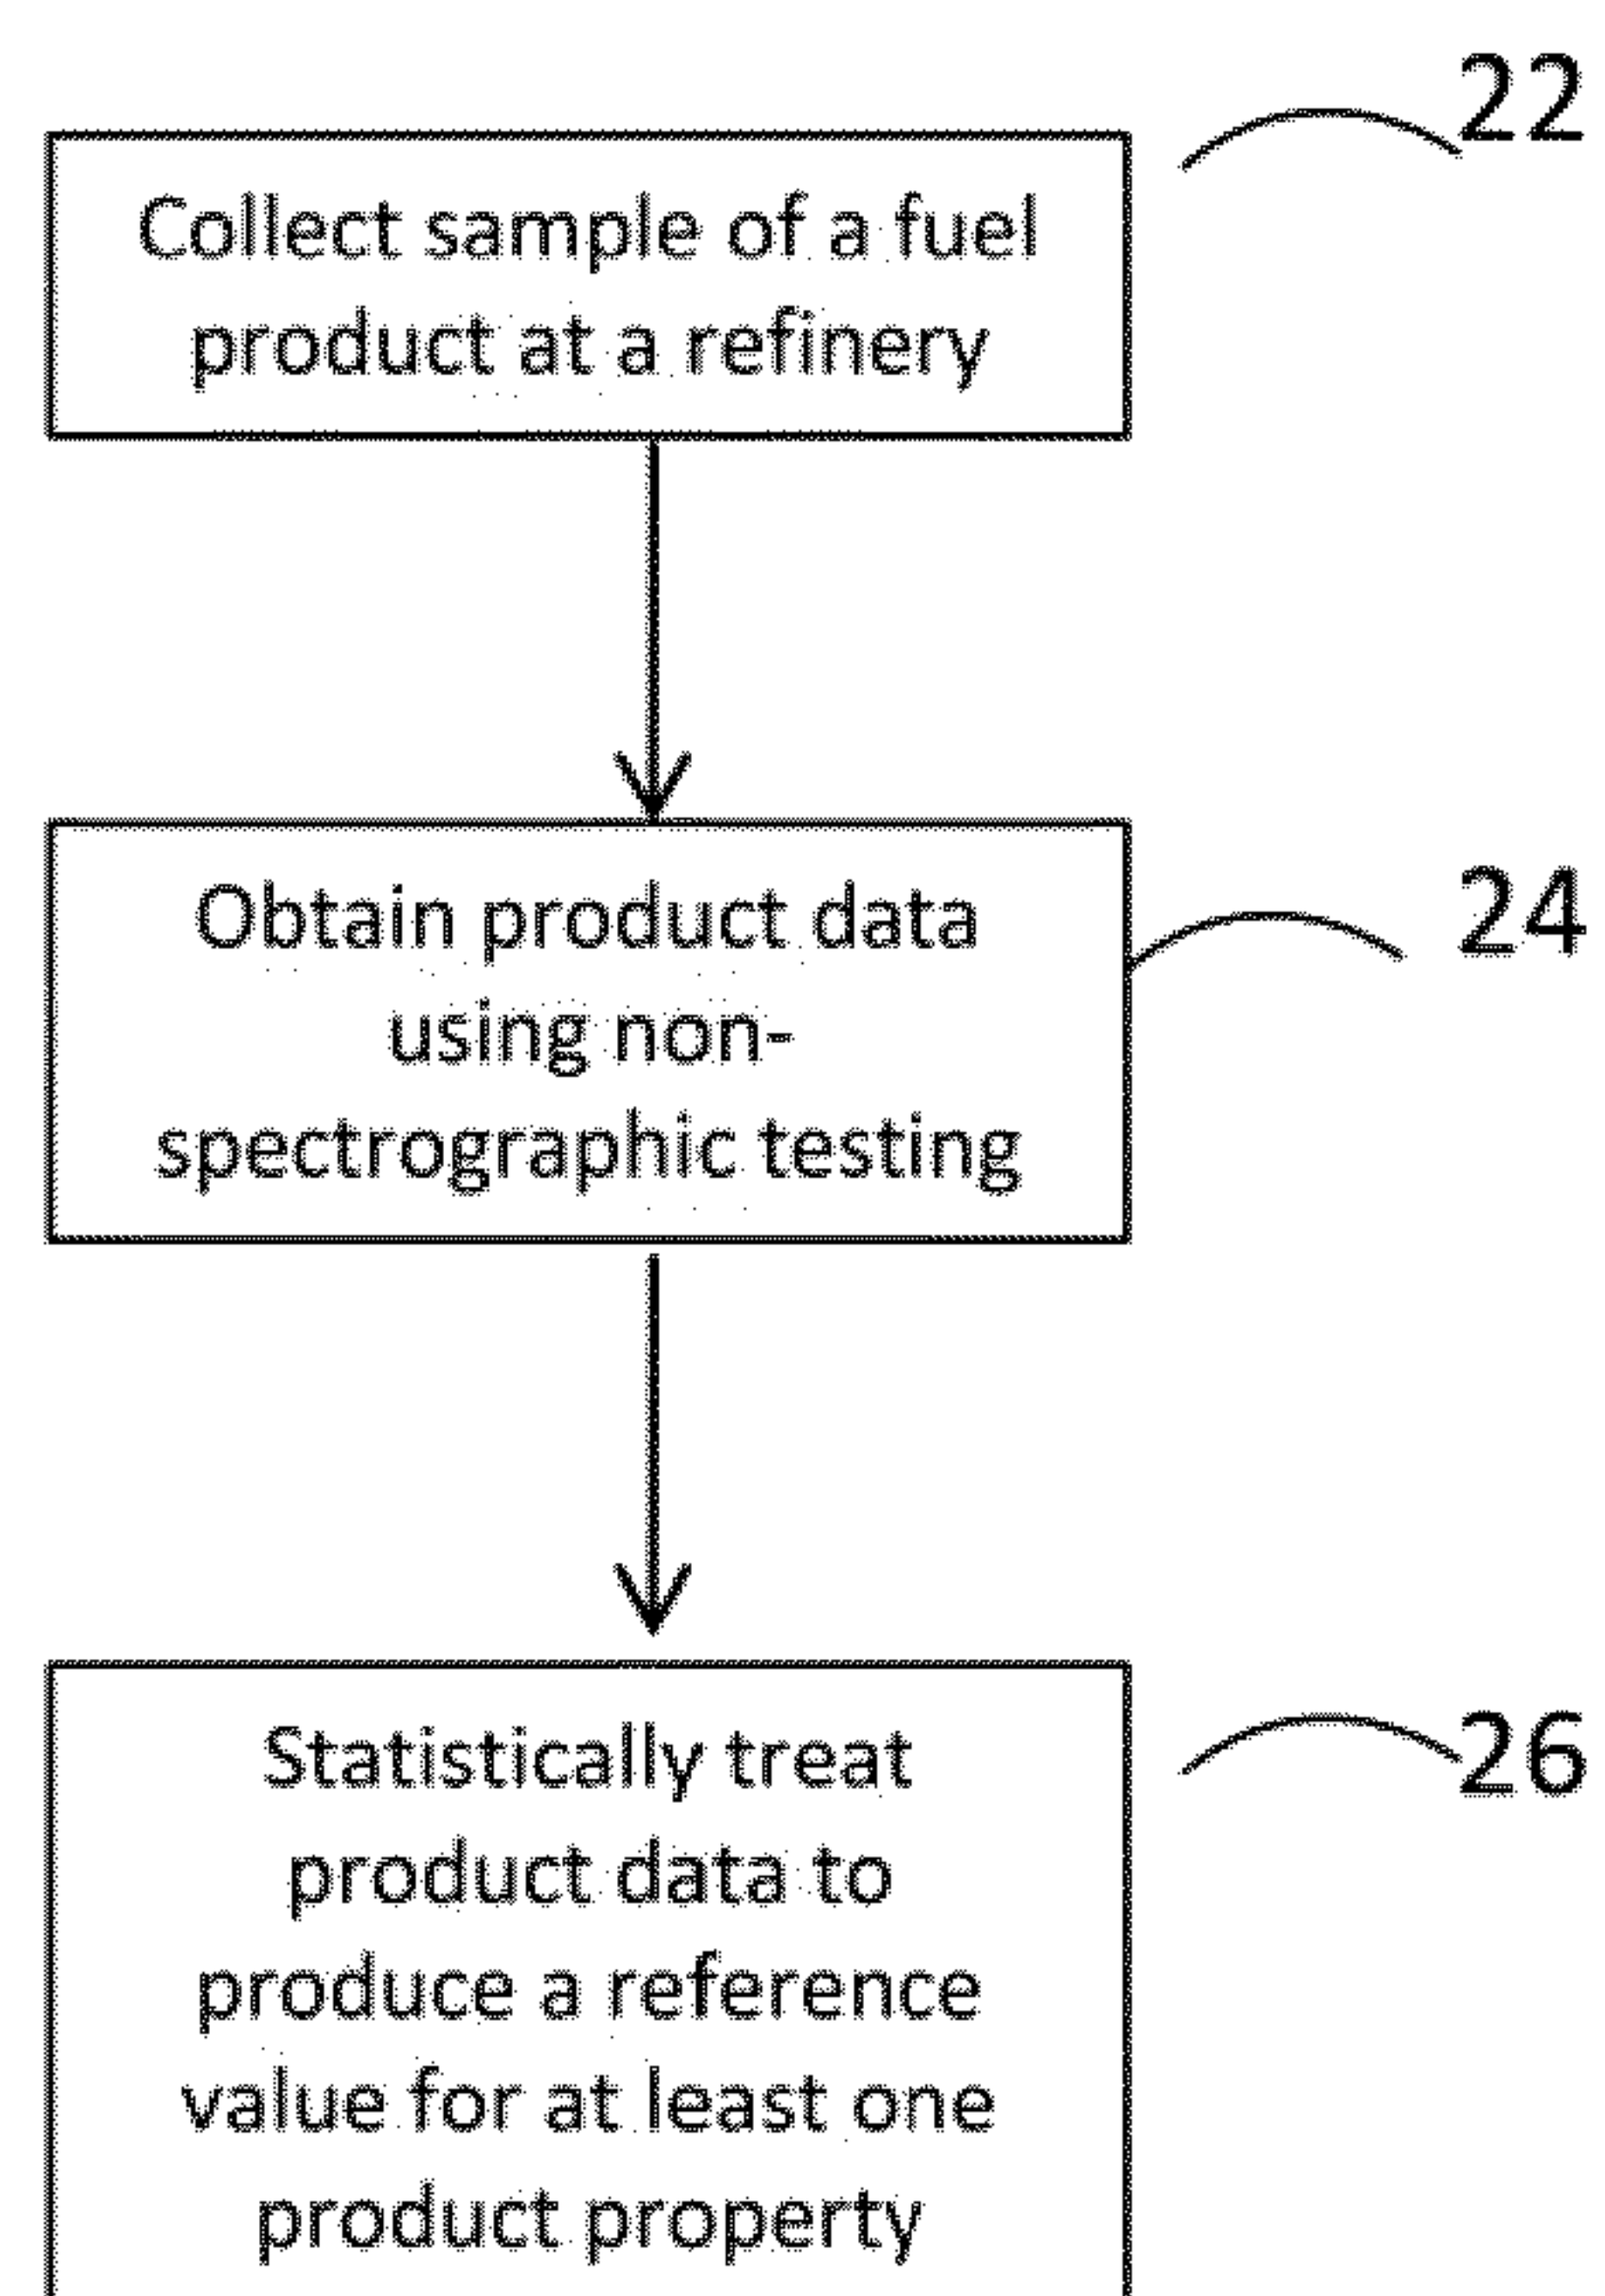 22
Collect sample of a fuel
product at a refinery
24
Obtain product data
using non-
spectrographic testing
26
Statistically treat
product data to
produce a reference
value for at least one
product property